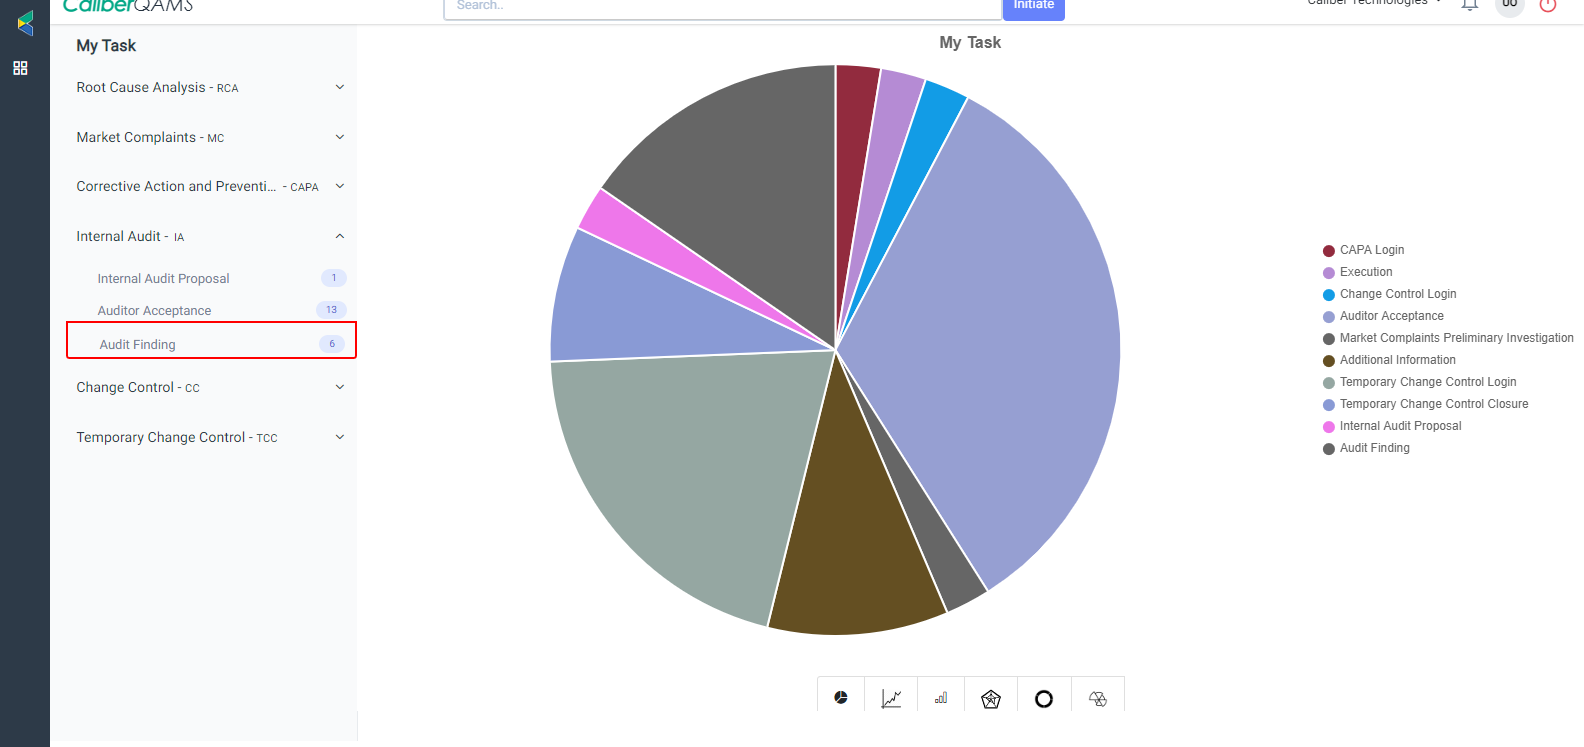 CaliberQAMS
Search..
Initiate
Caliber Technologies
My Task
Root Cause Analysis - RCA
Market Complaints - MC
Corrective Action and Preventi... - CAPA
Internal Audit - IA
Internal Audit Proposal 1
Auditor Acceptance 13
Audit Finding 6
Change Control - CC
Temporary Change Control - TCC
My Task
CAPA Login
Execution
Change Control Login
Auditor Acceptance
Market Complaints Preliminary Investigation
Additional Information
Temporary Change Control Login
Temporary Change Control Closure
Internal Audit Proposal
Audit Finding